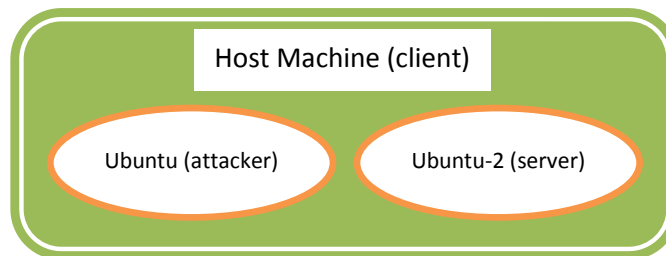 Host Machine (client)
Ubuntu (attacker)
Ubuntu-2 (server)